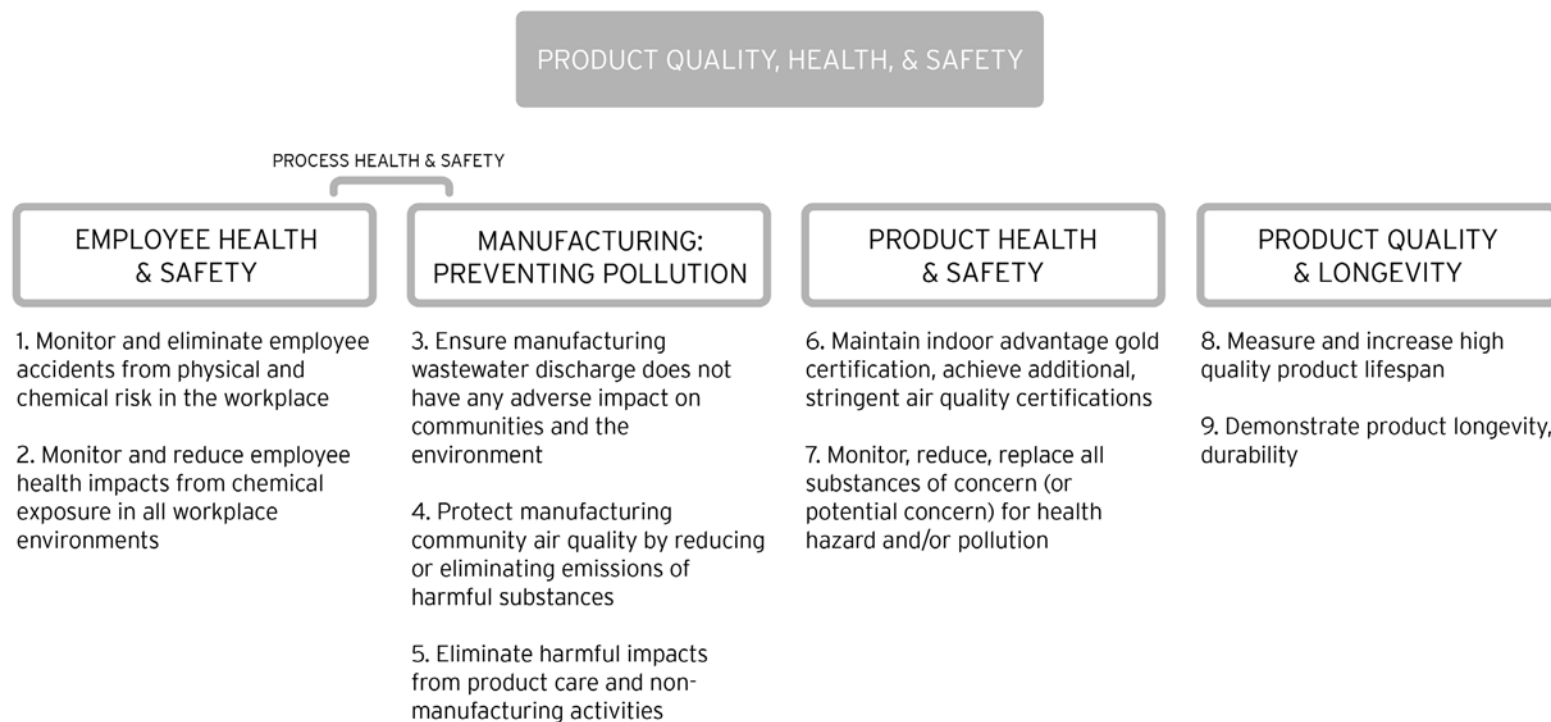 PRODUCT QUALITY, HEALTH, & SAFETY
PROCESS HEALTH & SAFETY
EMPLOYEE HEALTH
& SAFETY
1. Monitor and eliminate employee
accidents from physical and
chemical risk in the workplace
2. Monitor and reduce employee
health impacts from chemical
exposure in all workplace
environments
MANUFACTURING:
PREVENTING POLLUTION
3. Ensure manufacturing
wastewater discharge does not
have any adverse impact on
communities and the
environment
4. Protect manufacturing
community air quality by reducing
or eliminating emissions of
harmful substances
5. Eliminate harmful impacts
from product care and non-
manufacturing activities
PRODUCT HEALTH
& SAFETY
6. Maintain indoor advantage gold
certification, achieve additional,
stringent air quality certifications
7. Monitor, reduce, replace all
substances of concern (or
potential concern) for health
hazard and/or pollution
PRODUCT QUALITY
& LONGEVITY
8. Measure and increase high
quality product lifespan
9. Demonstrate product longevity,
durability